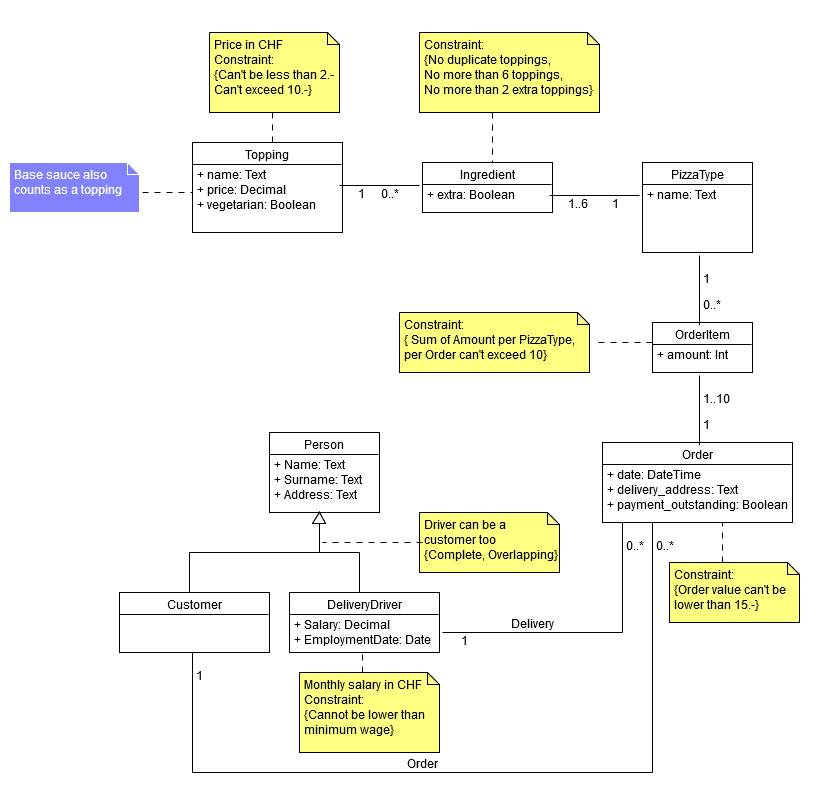 Price in CHF
Constraint:
{Can't be less than 2.-
Can't exceed 10.-}
Constraint:
{No duplicate toppings,
No more than 6 toppings,
No more than 2 extra toppings}
Base sauce also
counts as a topping
Topping
+ name: Text
+ price: Decimal
+ vegetarian: Boolean
1
0..*
Ingredient
+ extra: Boolean
1..6
1
PizzaType
+ name: Text
1
0..*
Constraint:
{ Sum of Amount per PizzaType,
per Order can't exceed 10}
OrderItem
+ amount: Int
1..10
1
Person
+ Name: Text
+ Surname: Text
+ Address: Text
Order
+ date: DateTime
+ delivery_address: Text
+ payment_outstanding: Boolean
Driver can be a
customer too
{Complete, Overlapping}
0..*
0..*
Constraint:
{Order value can't be
lower than 15.-}
Customer
DeliveryDriver
+ Salary: Decimal
+ EmploymentDate: Date
Delivery
1
1
Monthly salary in CHF
Constraint:
{Cannot be lower than
minimum wage}
Order